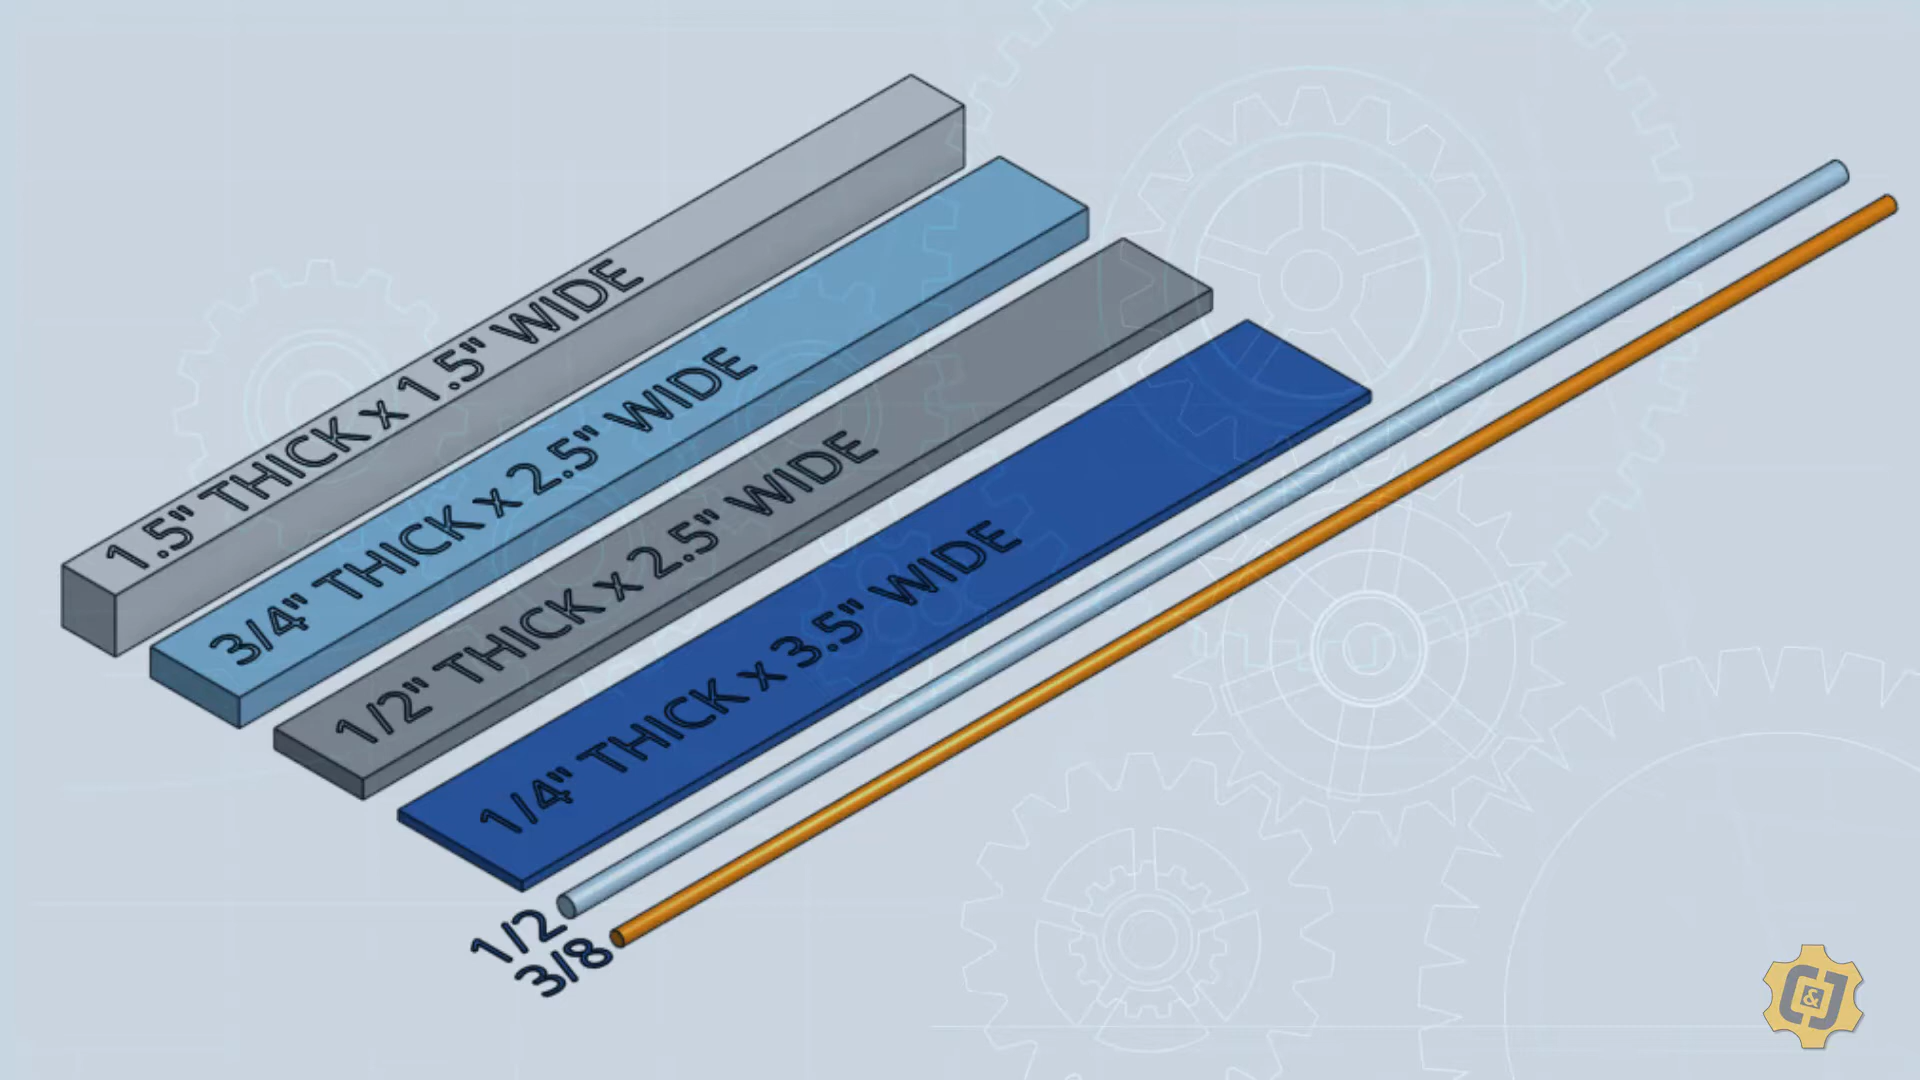 1.5" THICK x 1.5" WIDE
3/4" THICK x 2.5" WIDE
1/2" THICK x 2.5" WIDE
1/4" THICK x 3.5" WIDE
1/2
3/8
C&J